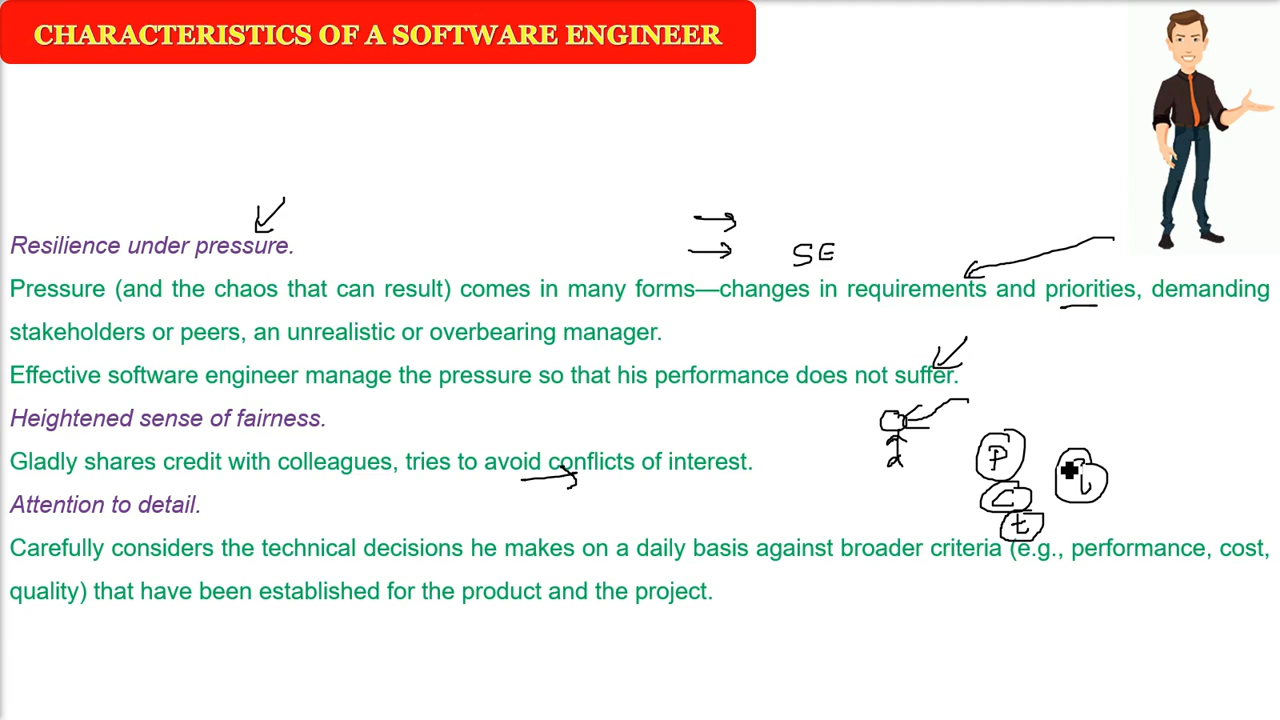 CHARACTERISTICS OF A SOFTWARE ENGINEER
Resilience under pressure.
SE
Pressure (and the chaos that can result) comes in many forms—changes in requirements and priorities, demanding
stakeholders or peers, an unrealistic or overbearing manager.
Effective software engineer manage the pressure so that his performance does not suffer.
Heightened sense of fairness.
Gladly shares credit with colleagues, tries to avoid conflicts of interest.
P
C
t
Attention to detail.
Carefully considers the technical decisions he makes on a daily basis against broader criteria (e.g., performance, cost,
quality) that have been established for the product and the project.